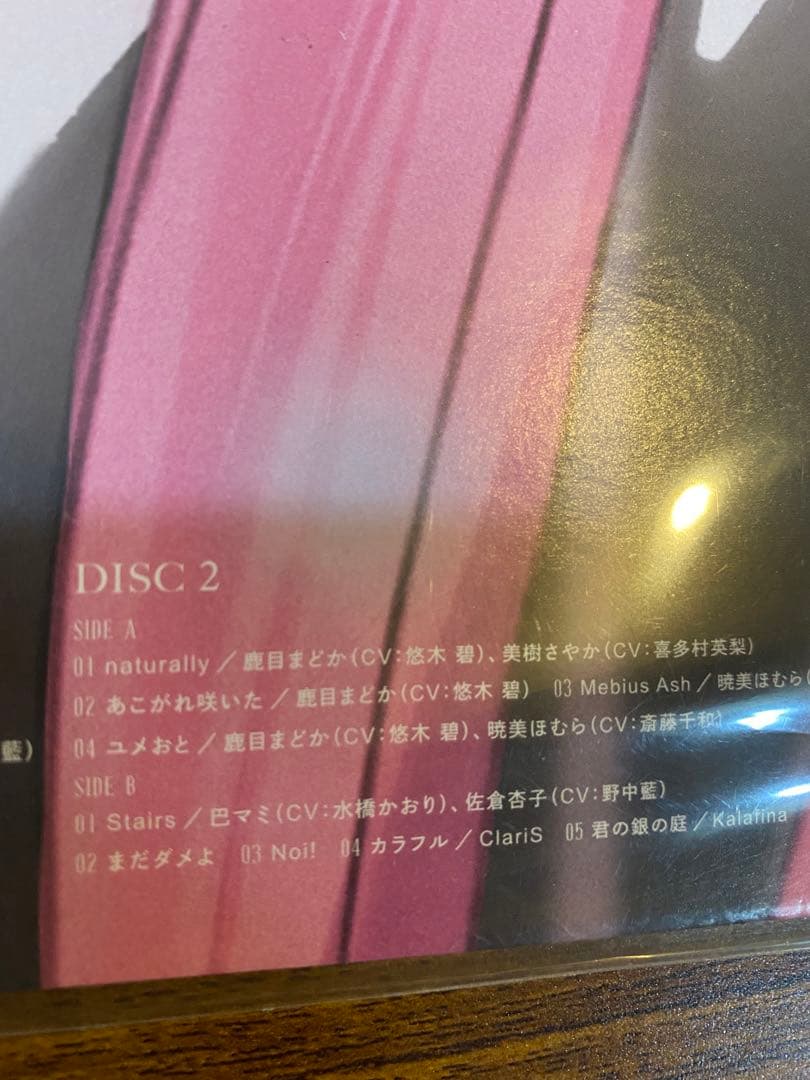 DISC 2
SIDE A
01 naturally / 鹿目まどか(CV:悠木 碧)、美樹さやか(CV:喜多村英梨)
02 あこがれ咲いた / 鹿目まどか(CV:悠木 碧) 03 Mebius Ash / 暁美ほむら(
藍)
04 ユメおと / 鹿目まどか(CV:悠木 碧)、暁美ほむら(CV:斎藤千和)
SIDE B
01 Stairs / 巴マミ(CV:水橋かおり)、佐倉杏子(CV:野中藍)
02 まだダメよ 03 Noi! 04 カラフル / ClariS 05 君の銀の庭 / Kalafina